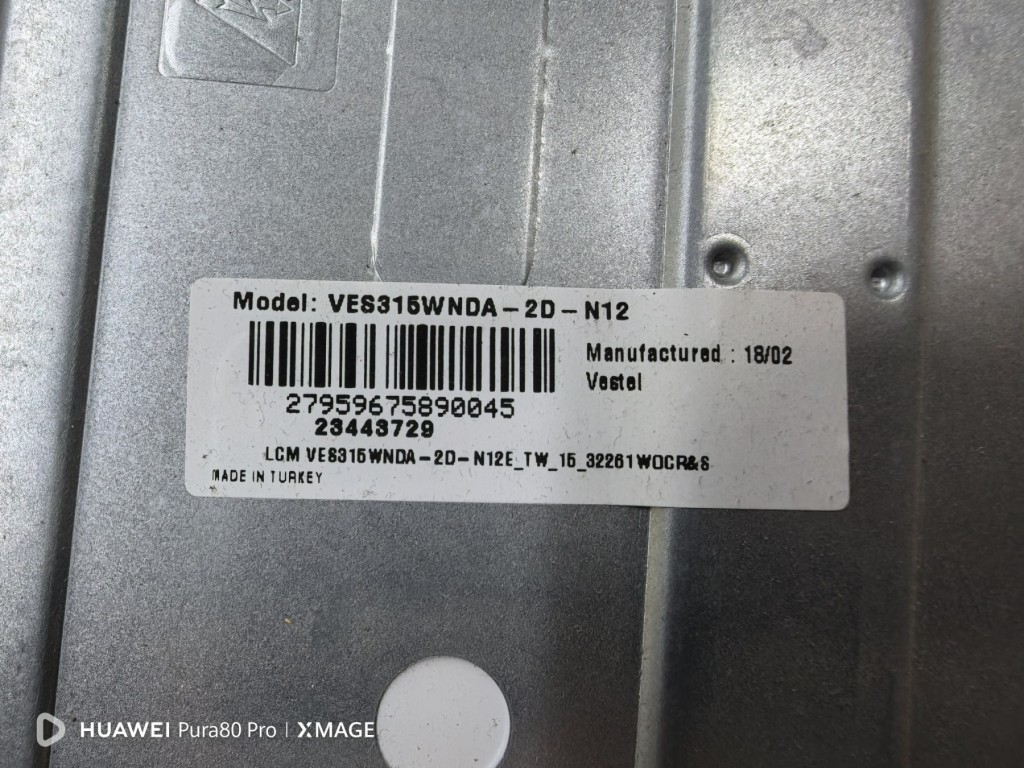 Model: VES315WNDA-2D-N12
Manufactured : 18/02
Vestel
27959675890045
23443729
LCM VES315WNDA-2D-N12E_TW_15_32261WOCR&S
MADE IN TURKEY
HUAWEI Pura80 Pro | XMAGE